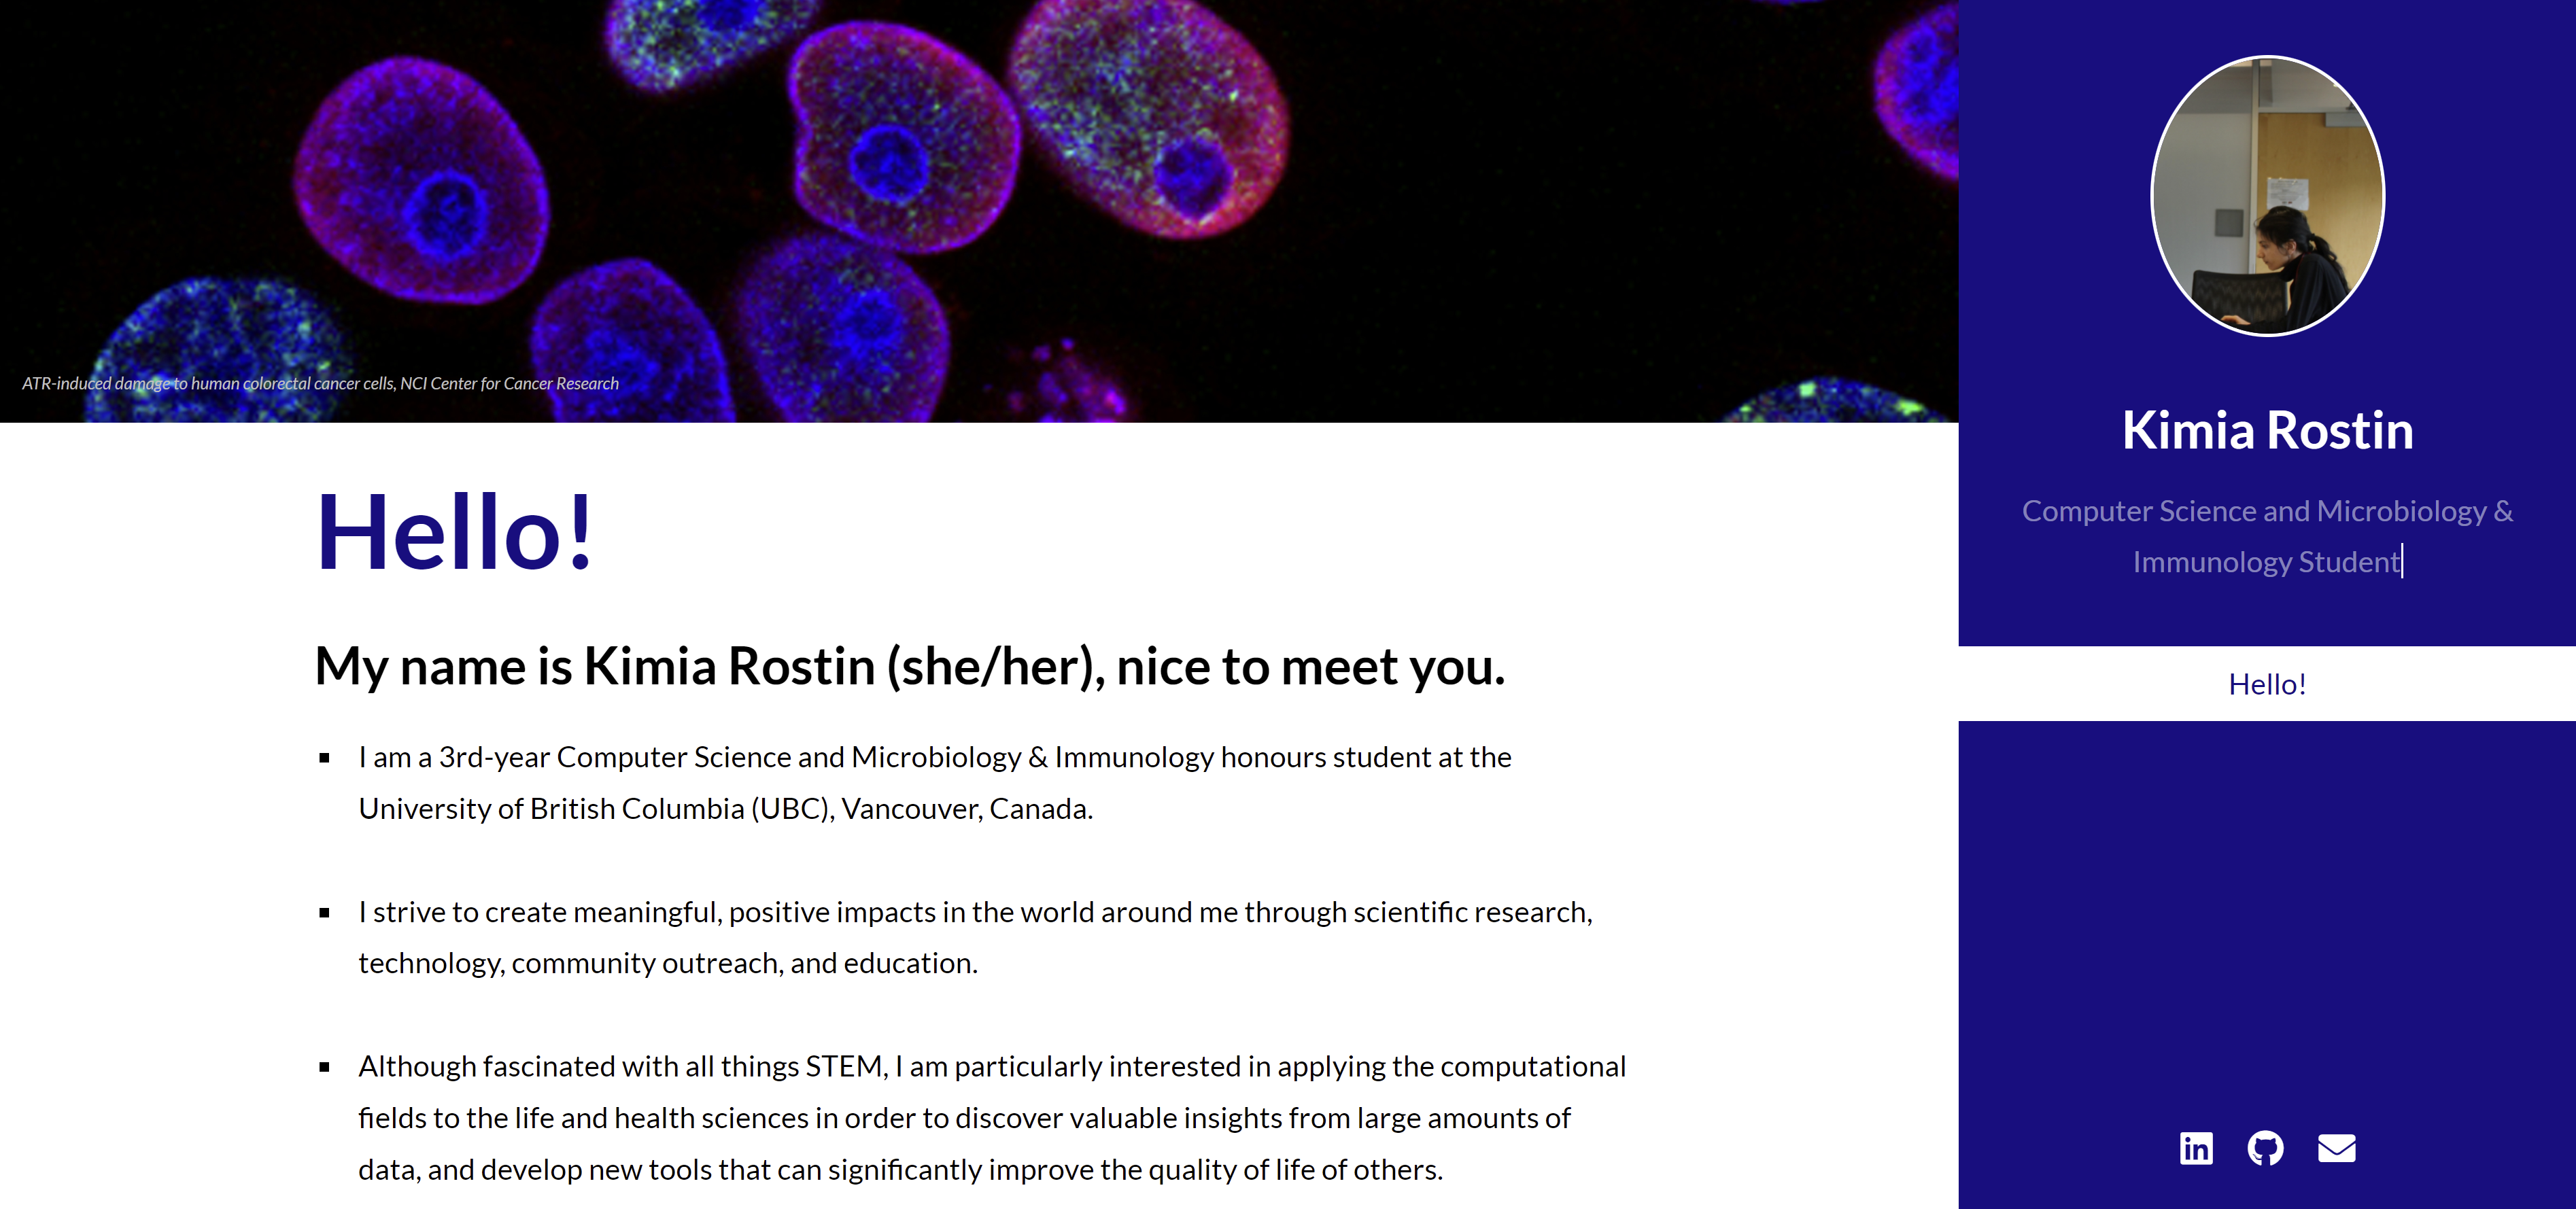 ATR-induced damage to human colorectal cancer cells, NCI Center for Cancer Research
Hello!
My name is Kimia Rostin (she/her), nice to meet you.
▪ I am a 3rd-year Computer Science and Microbiology & Immunology honours student at the
University of British Columbia (UBC), Vancouver, Canada.
▪ I strive to create meaningful, positive impacts in the world around me through scientific research,
technology, community outreach, and education.
▪ Although fascinated with all things STEM, I am particularly interested in applying the computational
fields to the life and health sciences in order to discover valuable insights from large amounts of
data, and develop new tools that can significantly improve the quality of life of others.
Kimia Rostin
Computer Science and Microbiology &
Immunology Student
Hello!
in